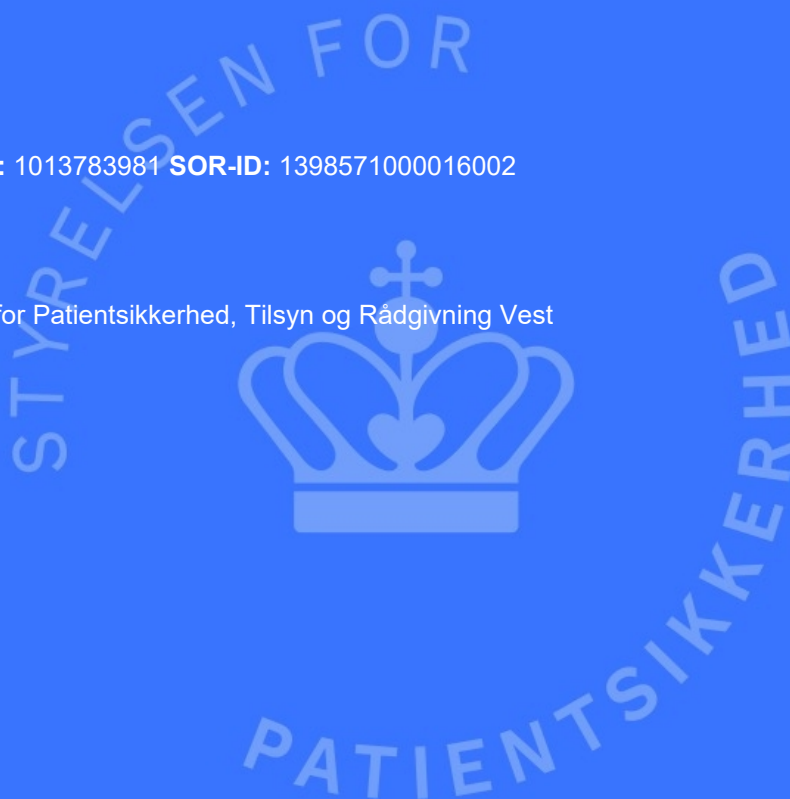 STYRELSEN FOR
: 1013783981 SOR-ID: 1398571000016002
for Patientsikkerhed, Tilsyn og Rådgivning Vest
PATIENTSIKKERHED